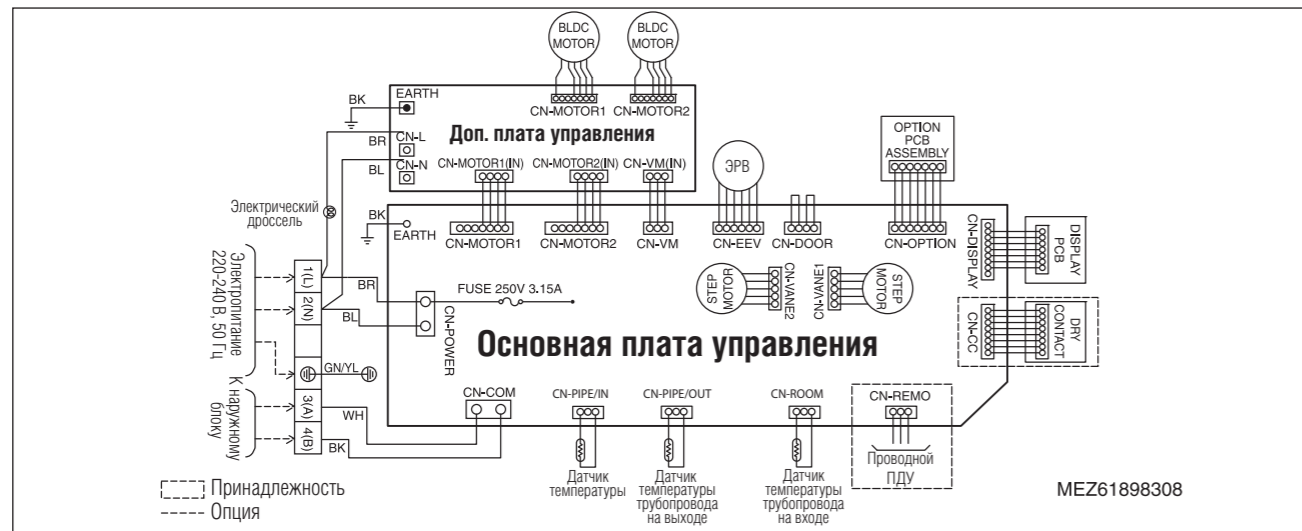 BLDC
MOTOR
BLDC
MOTOR
EARTH
BK
CN-MOTOR1
CN-MOTOR2
Доп. плата управления
CN-L
BR
CN-N
BL
CN-MOTOR1(IN)
CN-MOTOR2(IN)
CN-VM(IN)
ЭРВ
OPTION
PCB
ASSEMBLY
Электрический
дроссель
BK
EARTH
CN-MOTOR1
CN-MOTOR2
CN-VM
CN-EEV
CN-DOOR
CN-OPTION
CN-DISPLAY
DISPLAY
PCB
Электропитание
220-240 В, 50 Гц
1(L)
2(N)
BR
BL
FUSE 250V 3.15A
CN-POWER
STEP
MOTOR
CN-VANE2
CN-VANE1
STEP
MOTOR
Основная плата управления
CN-CC
DRY
CONTACT
GN/YL
К наружному
блоку
3(A)
4(B)
WH
BK
CN-COM
CN-PIPE/IN
CN-PIPE/OUT
CN-ROOM
CN-REMO
Датчик
температуры
Датчик
температуры
трубопровода
на выходе
Датчик
температуры
трубопровода
на входе
Проводной
ПДУ
Принадлежность
Опция
MEZ61898308